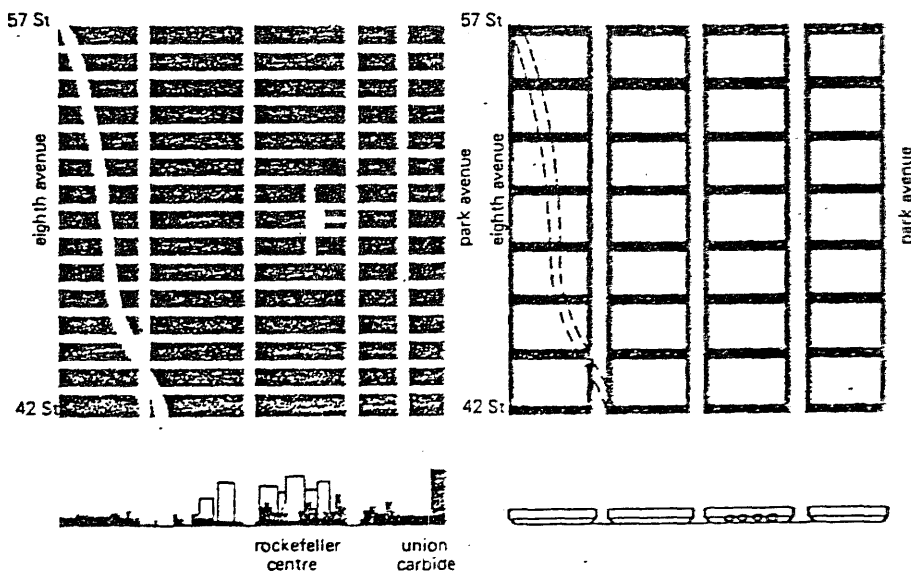 57 St
eighth avenue
park avenue
42 St
rockefeller
centre
union
carbide
57 St
eighth avenue
park avenue
42 St